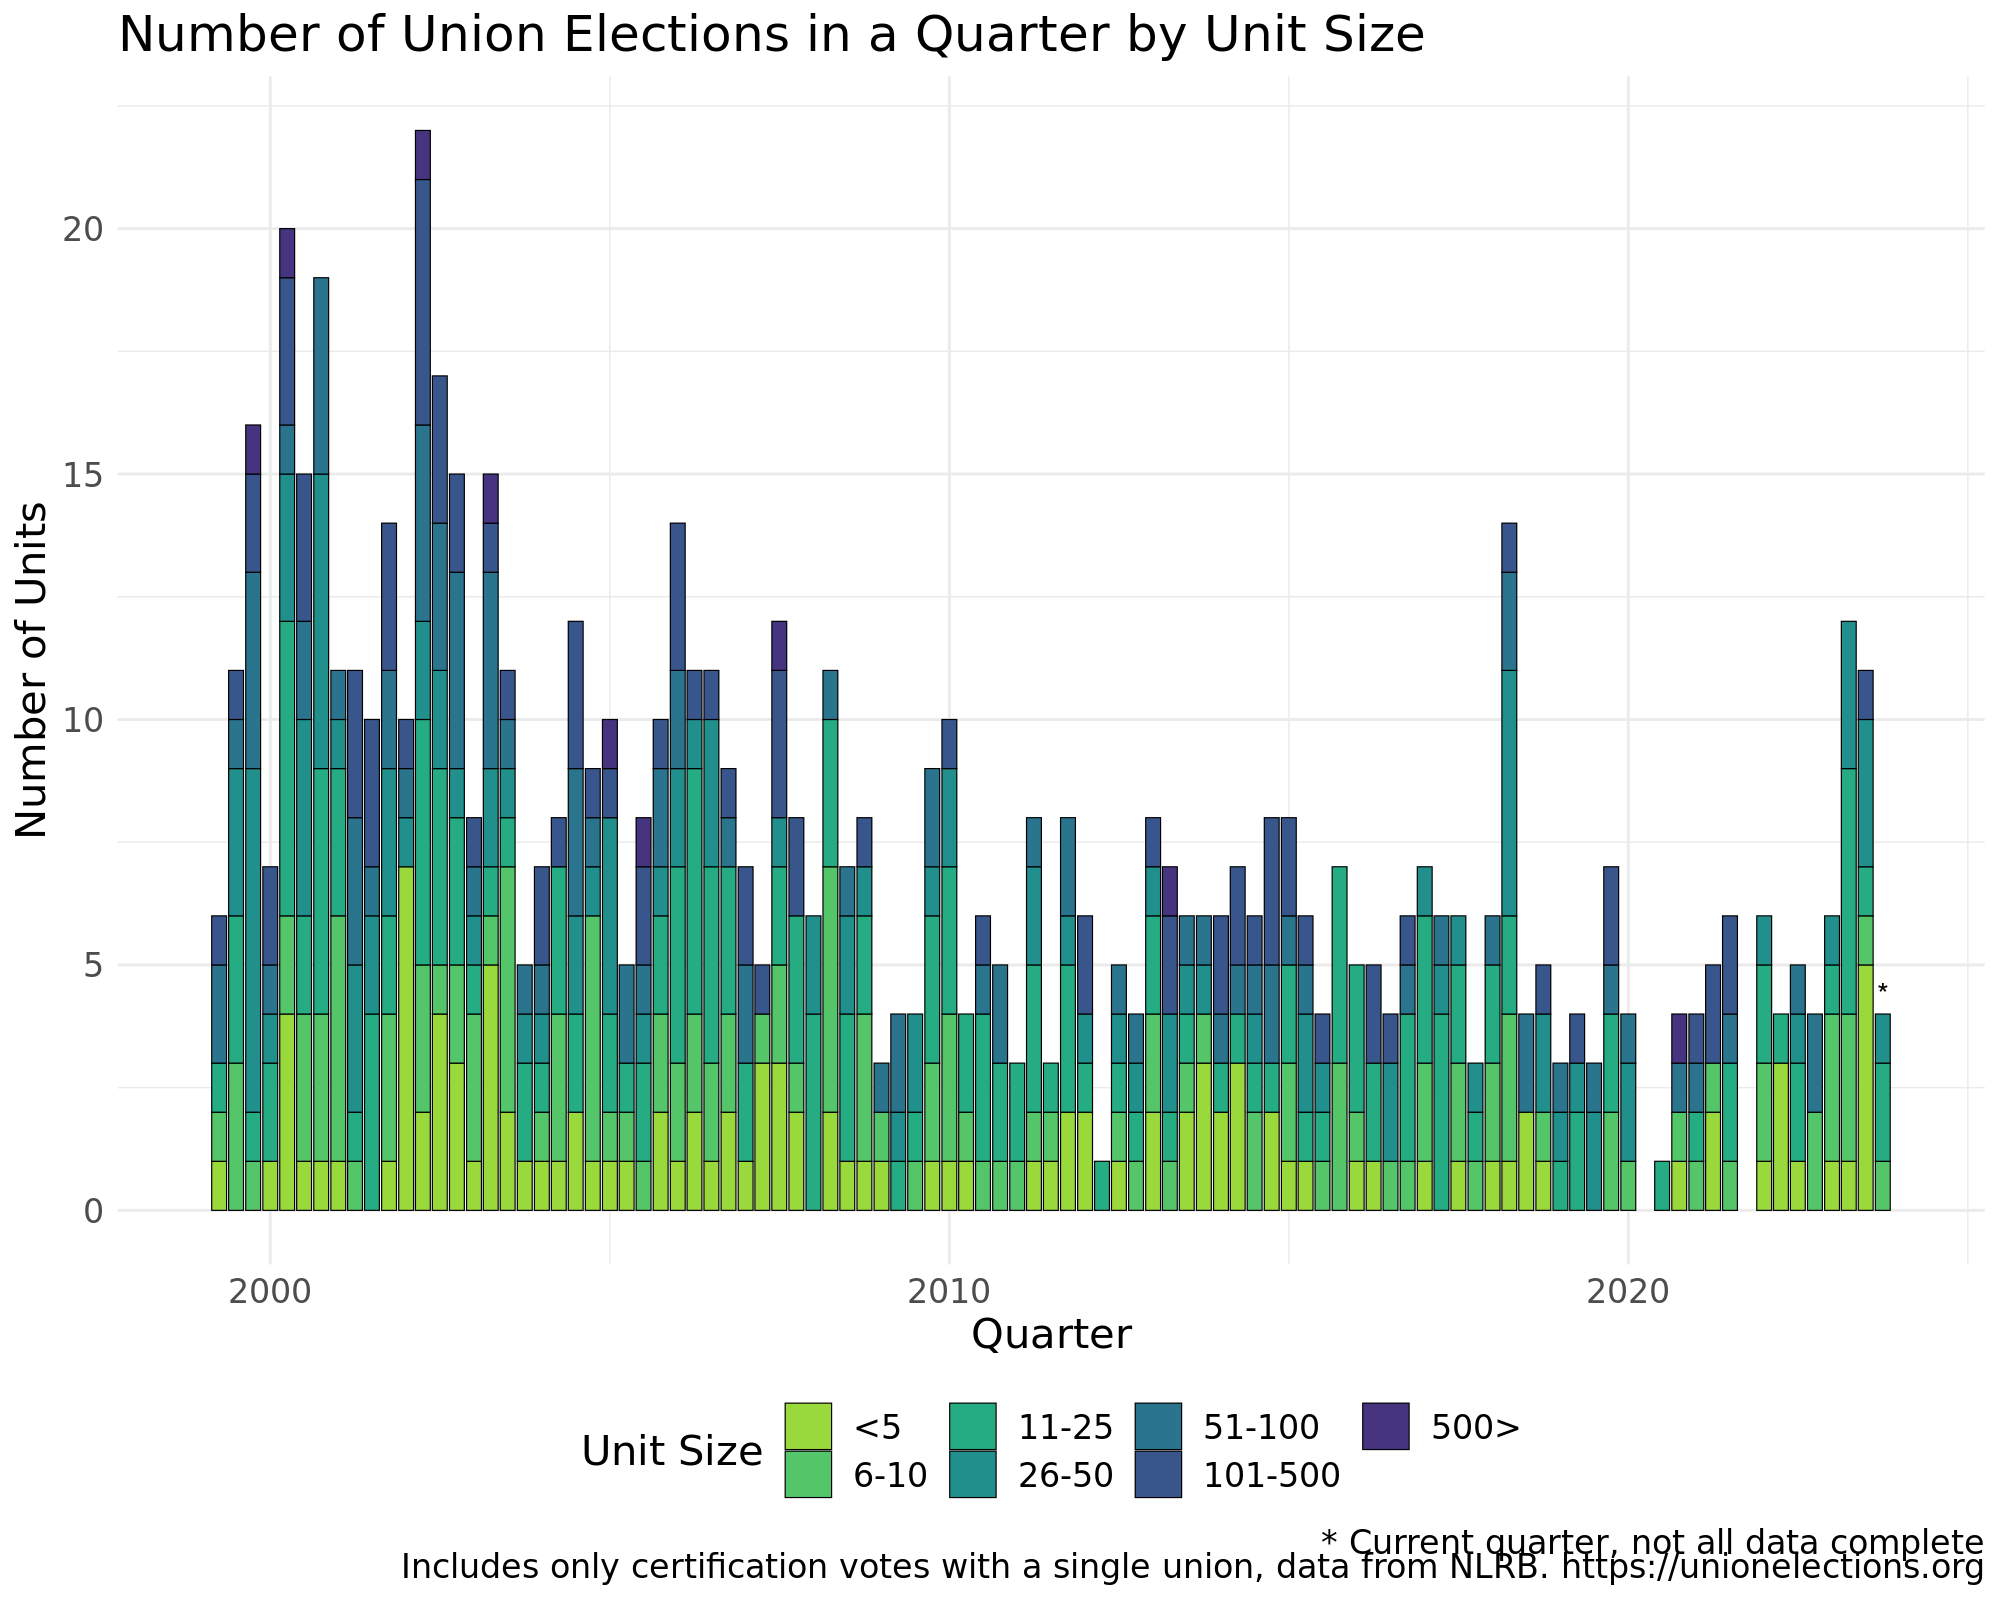 Number of Union Elections in a Quarter by Unit Size
Number of Units
20
15
10
5
0
*
2000 2010 2020
Quarter
Unit Size
<5 11-25 51-100 500>
6-10 26-50 101-500
* Current quarter, not all data complete
Includes only certification votes with a single union, data from NLRB. https://unionelections.org